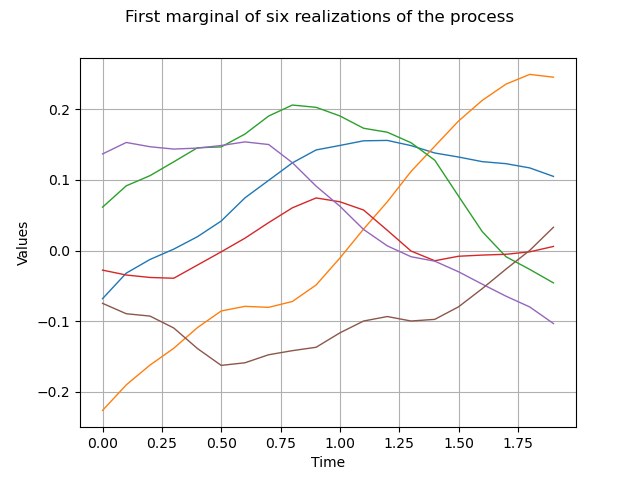 First marginal of six realizations of the process
Values
0.2
0.1
0.0
−0.1
−0.2
0.00 0.25 0.50 0.75 1.00 1.25 1.50 1.75
Time